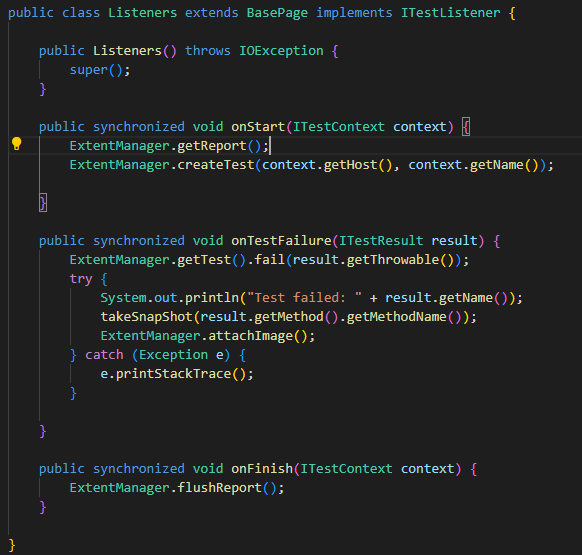 public class Listeners extends BasePage implements ITestListener {
public Listeners() throws IOException {
super();
}
public synchronized void onStart(ITestContext context) {
ExtentManager.getReport();
ExtentManager.createTest(context.getHost(), context.getName());
}
public synchronized void onTestFailure(ITestResult result) {
ExtentManager.getTest().fail(result.getThrowable());
try {
System.out.println("Test failed: " + result.getName());
takeSnapShot(result.getMethod().getMethodName());
ExtentManager.attachImage();
} catch (Exception e) {
e.printStackTrace();
}
}
public synchronized void onFinish(ITestContext context) {
ExtentManager.flushReport();
}
}